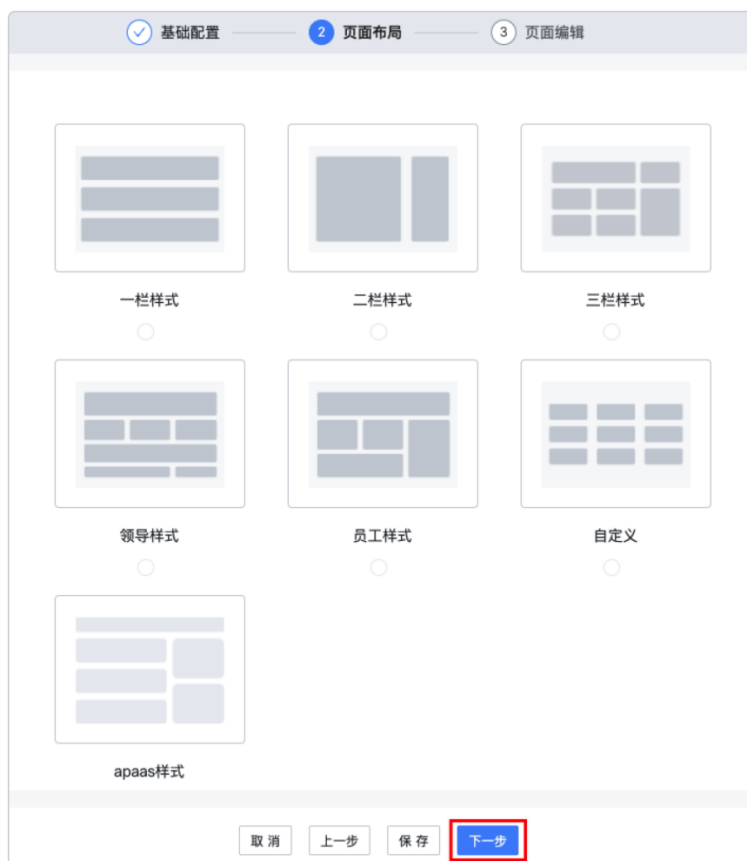 基础配置 2 页面布局 3 页面编辑
一栏样式 二栏样式 三栏样式
领导样式 员工样式 自定义
apaas样式
取消 上一步 保存 下一步